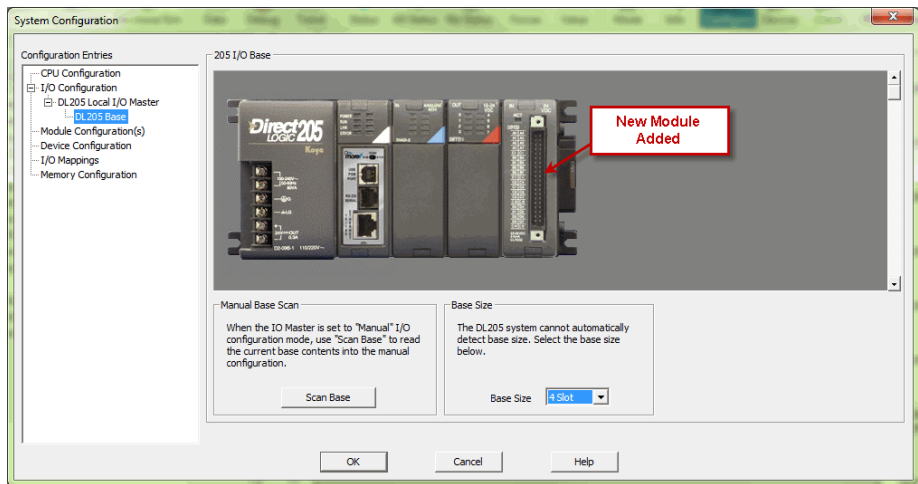 System Configuration
Configuration Entries
CPU Configuration
I/O Configuration
DL205 Local I/O Master
DL205 Base
Module Configuration(s)
Device Configuration
I/O Mappings
Memory Configuration
205 I/O Base
Direct
LOGIC 205
Koyo
New Module
Added
Manual Base Scan
When the IO Master is set to "Manual" I/O
configuration mode, use "Scan Base" to read
the current base contents into the manual
configuration.
Scan Base
Base Size
The DL205 system cannot automatically
detect base size. Select the base size
below.
Base Size
4 Slot
OK
Cancel
Help